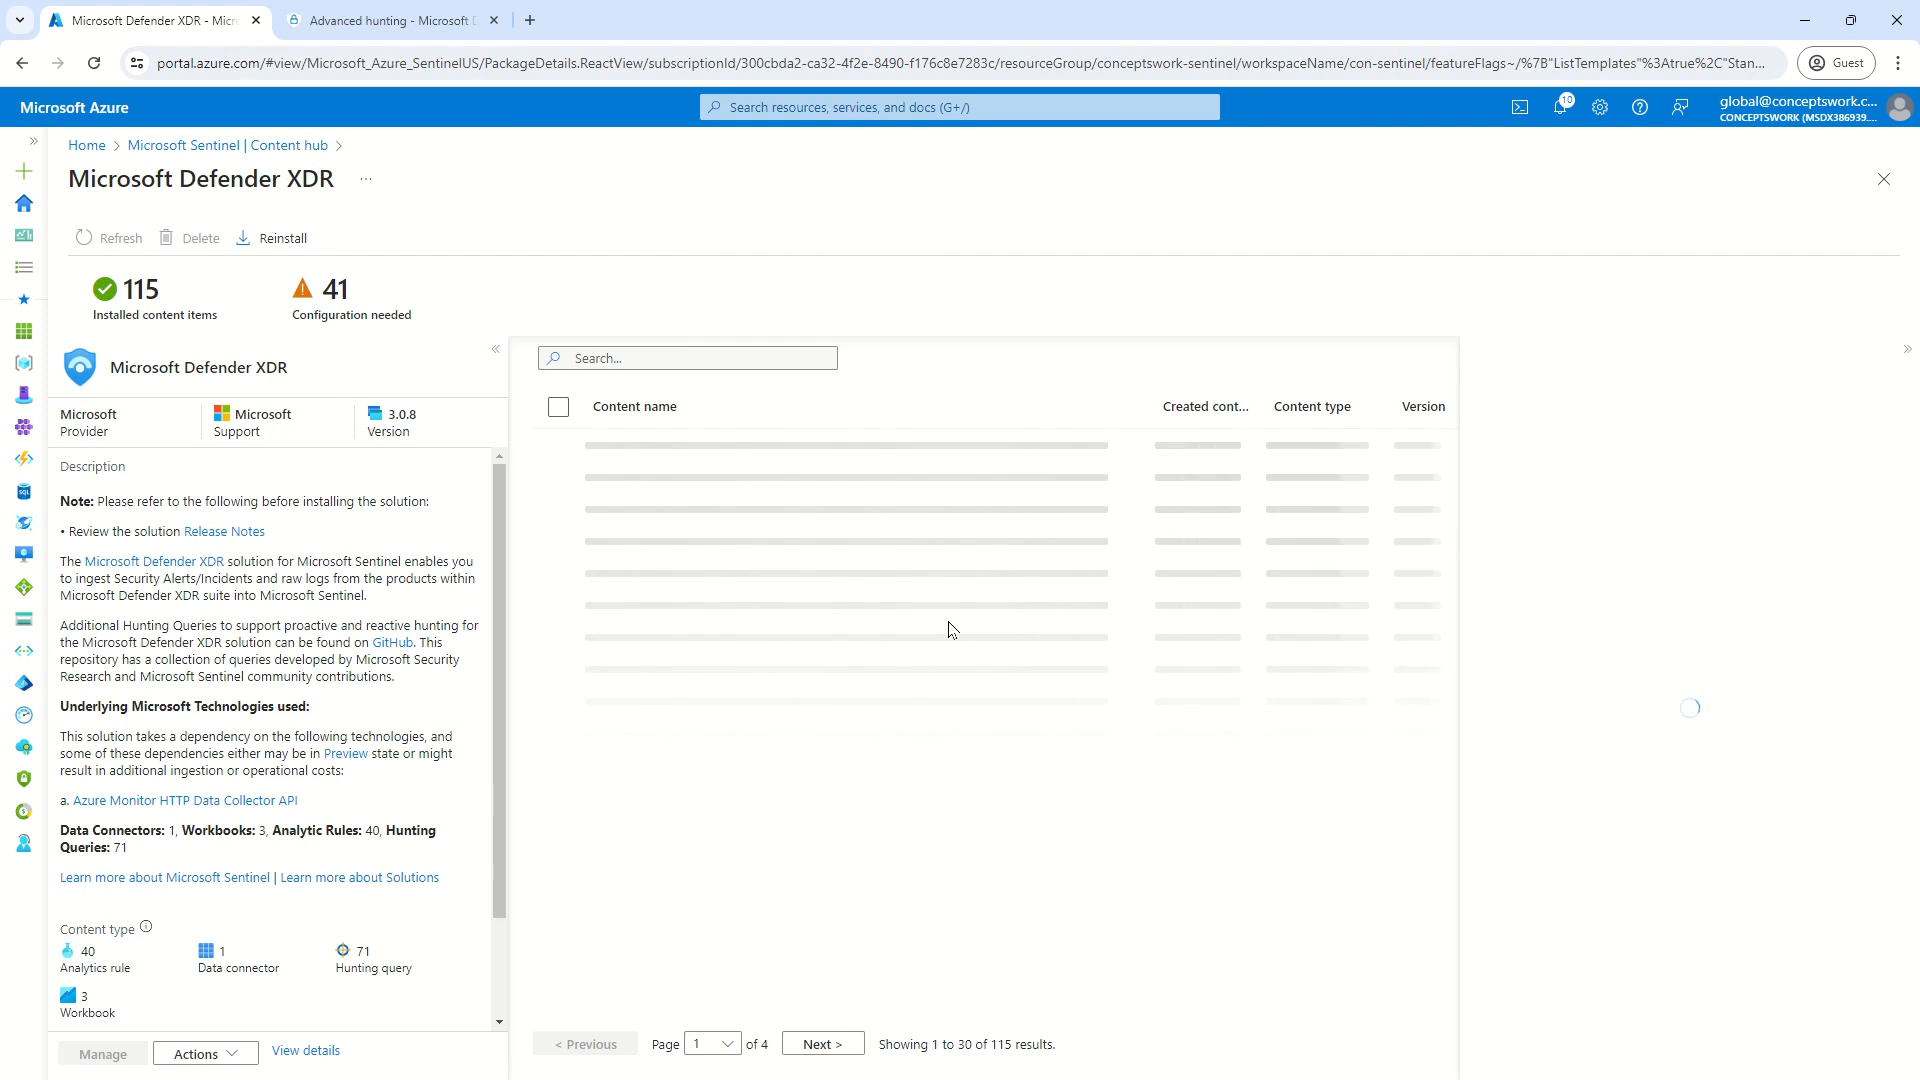 Microsoft Defender XDR - Micr
Advanced hunting - Microsoft D
portal.azure.com/#view/Microsoft_Azure_SentinelUS/PackageDetails.ReactView/subscriptionId/300cbda2-ca32-4f2e-8490-f176c8e7283c/resourceGroup/conceptswork-sentinel/workspaceName/con-sentinel/featureFlags~/%7B"ListTemplates"%3Atrue%2C"Stan...
Guest
Microsoft Azure
Search resources, services, and docs (G+/)
10
global@conceptswork.c...
CONCEPTSWORK (MSDX386939....
Home > Microsoft Sentinel | Content hub >
Microsoft Defender XDR ...
Refresh Delete Reinstall
115
Installed content items
41
Configuration needed
Microsoft Defender XDR
Microsoft
Provider
Microsoft
Support
3.0.8
Version
Description
Note: Please refer to the following before installing the solution:
• Review the solution Release Notes
The Microsoft Defender XDR solution for Microsoft Sentinel enables you
to ingest Security Alerts/Incidents and raw logs from the products within
Microsoft Defender XDR suite into Microsoft Sentinel.
Additional Hunting Queries to support proactive and reactive hunting for
the Microsoft Defender XDR solution can be found on GitHub. This
repository has a collection of queries developed by Microsoft Security
Research and Microsoft Sentinel community contributions.
Underlying Microsoft Technologies used:
This solution takes a dependency on the following technologies, and
some of these dependencies either may be in Preview state or might
result in additional ingestion or operational costs:
a. Azure Monitor HTTP Data Collector API
Data Connectors: 1, Workbooks: 3, Analytic Rules: 40, Hunting
Queries: 71
Learn more about Microsoft Sentinel | Learn more about Solutions
Content type
40
Analytics rule
1
Data connector
71
Hunting query
3
Workbook
Manage Actions View details
Search...
Content name Created cont... Content type Version
< Previous Page 1 of 4 Next > Showing 1 to 30 of 115 results.